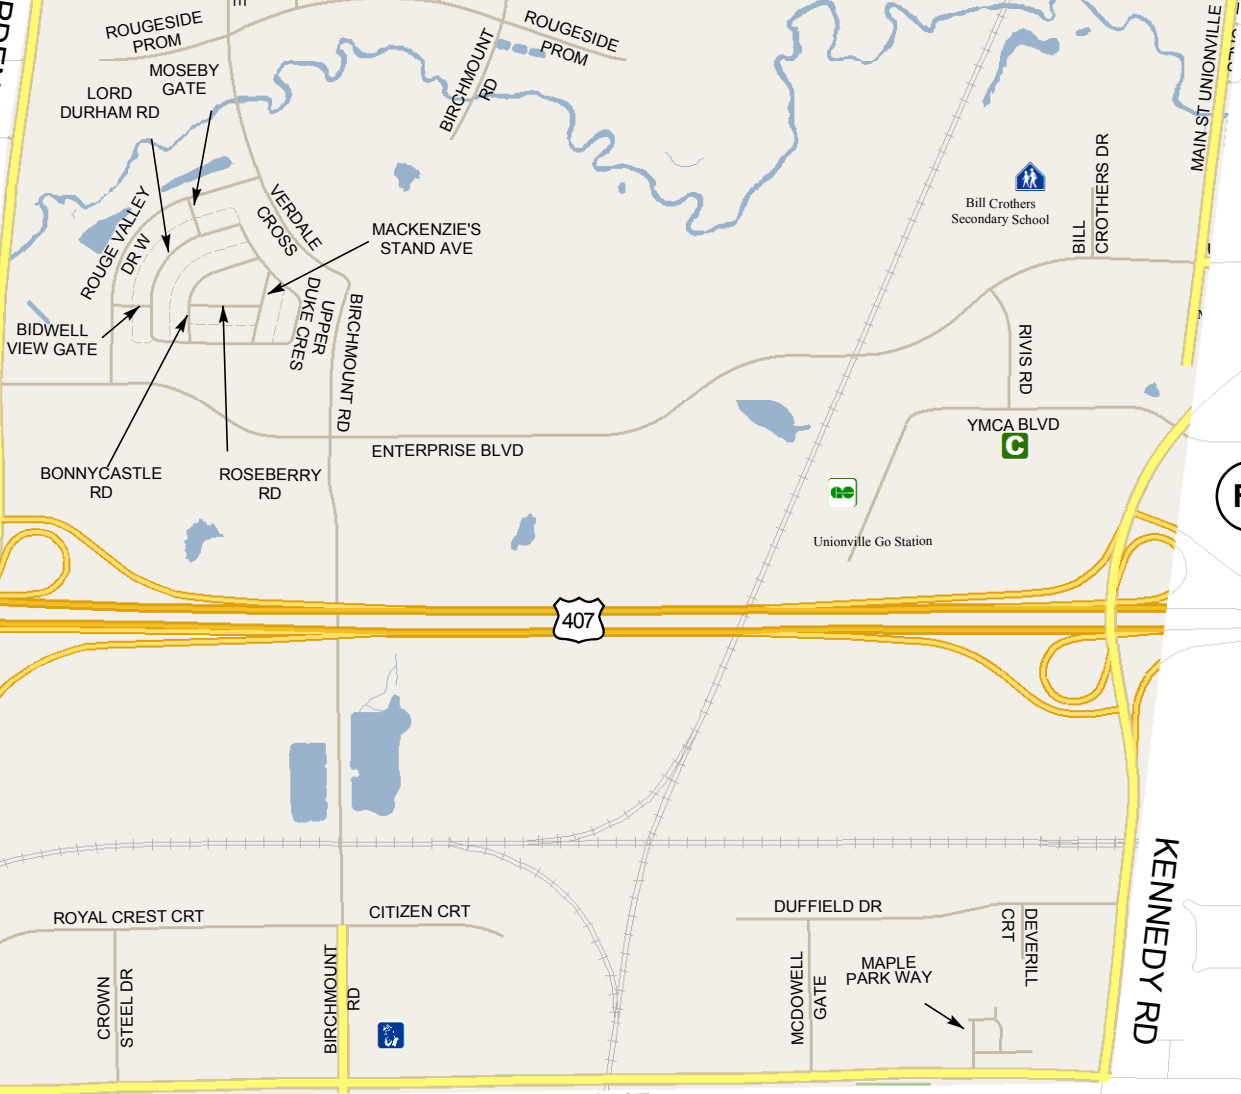 ROUGESIDE
PROM
ROUGESIDE
PROM
MOSEBY
GATE
LORD
DURHAM RD
BIRCHMOUNT
RD
MAIN ST UNIONVILLE
Bill Crothers
Secondary School
BILL
CROTHERS DR
VERDALE
CROSS
ROUGE VALLEY
DR W
MACKENZIE'S
STAND AVE
UPPER
DUKE CRES
BIRCHMOUNT RD
BIDWELL
VIEW GATE
RIVIS RD
YMCA BLVD
C
ENTERPRISE BLVD
BONNYCASTLE
RD
ROSEBERRY
RD
GO
Unionville Go Station
407
KENNEDY RD
ROYAL CREST CRT
CITIZEN CRT
DUFFIELD DR
DEVERILL
CRT
CROWN
STEEL DR
BIRCHMOUNT
RD
MCDOWELL
GATE
MAPLE
PARK WAY